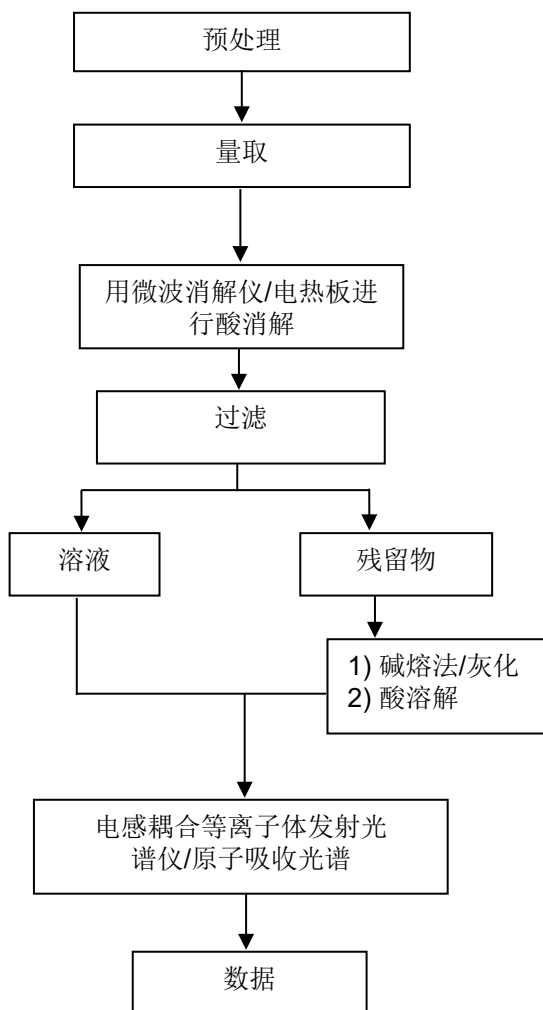 预处理
量取
用微波消解仪/电热板进
行酸消解
过滤
溶液
残留物
1) 碱熔法/灰化
2) 酸溶解
电感耦合等离子体发射光
谱仪/原子吸收光谱
数据